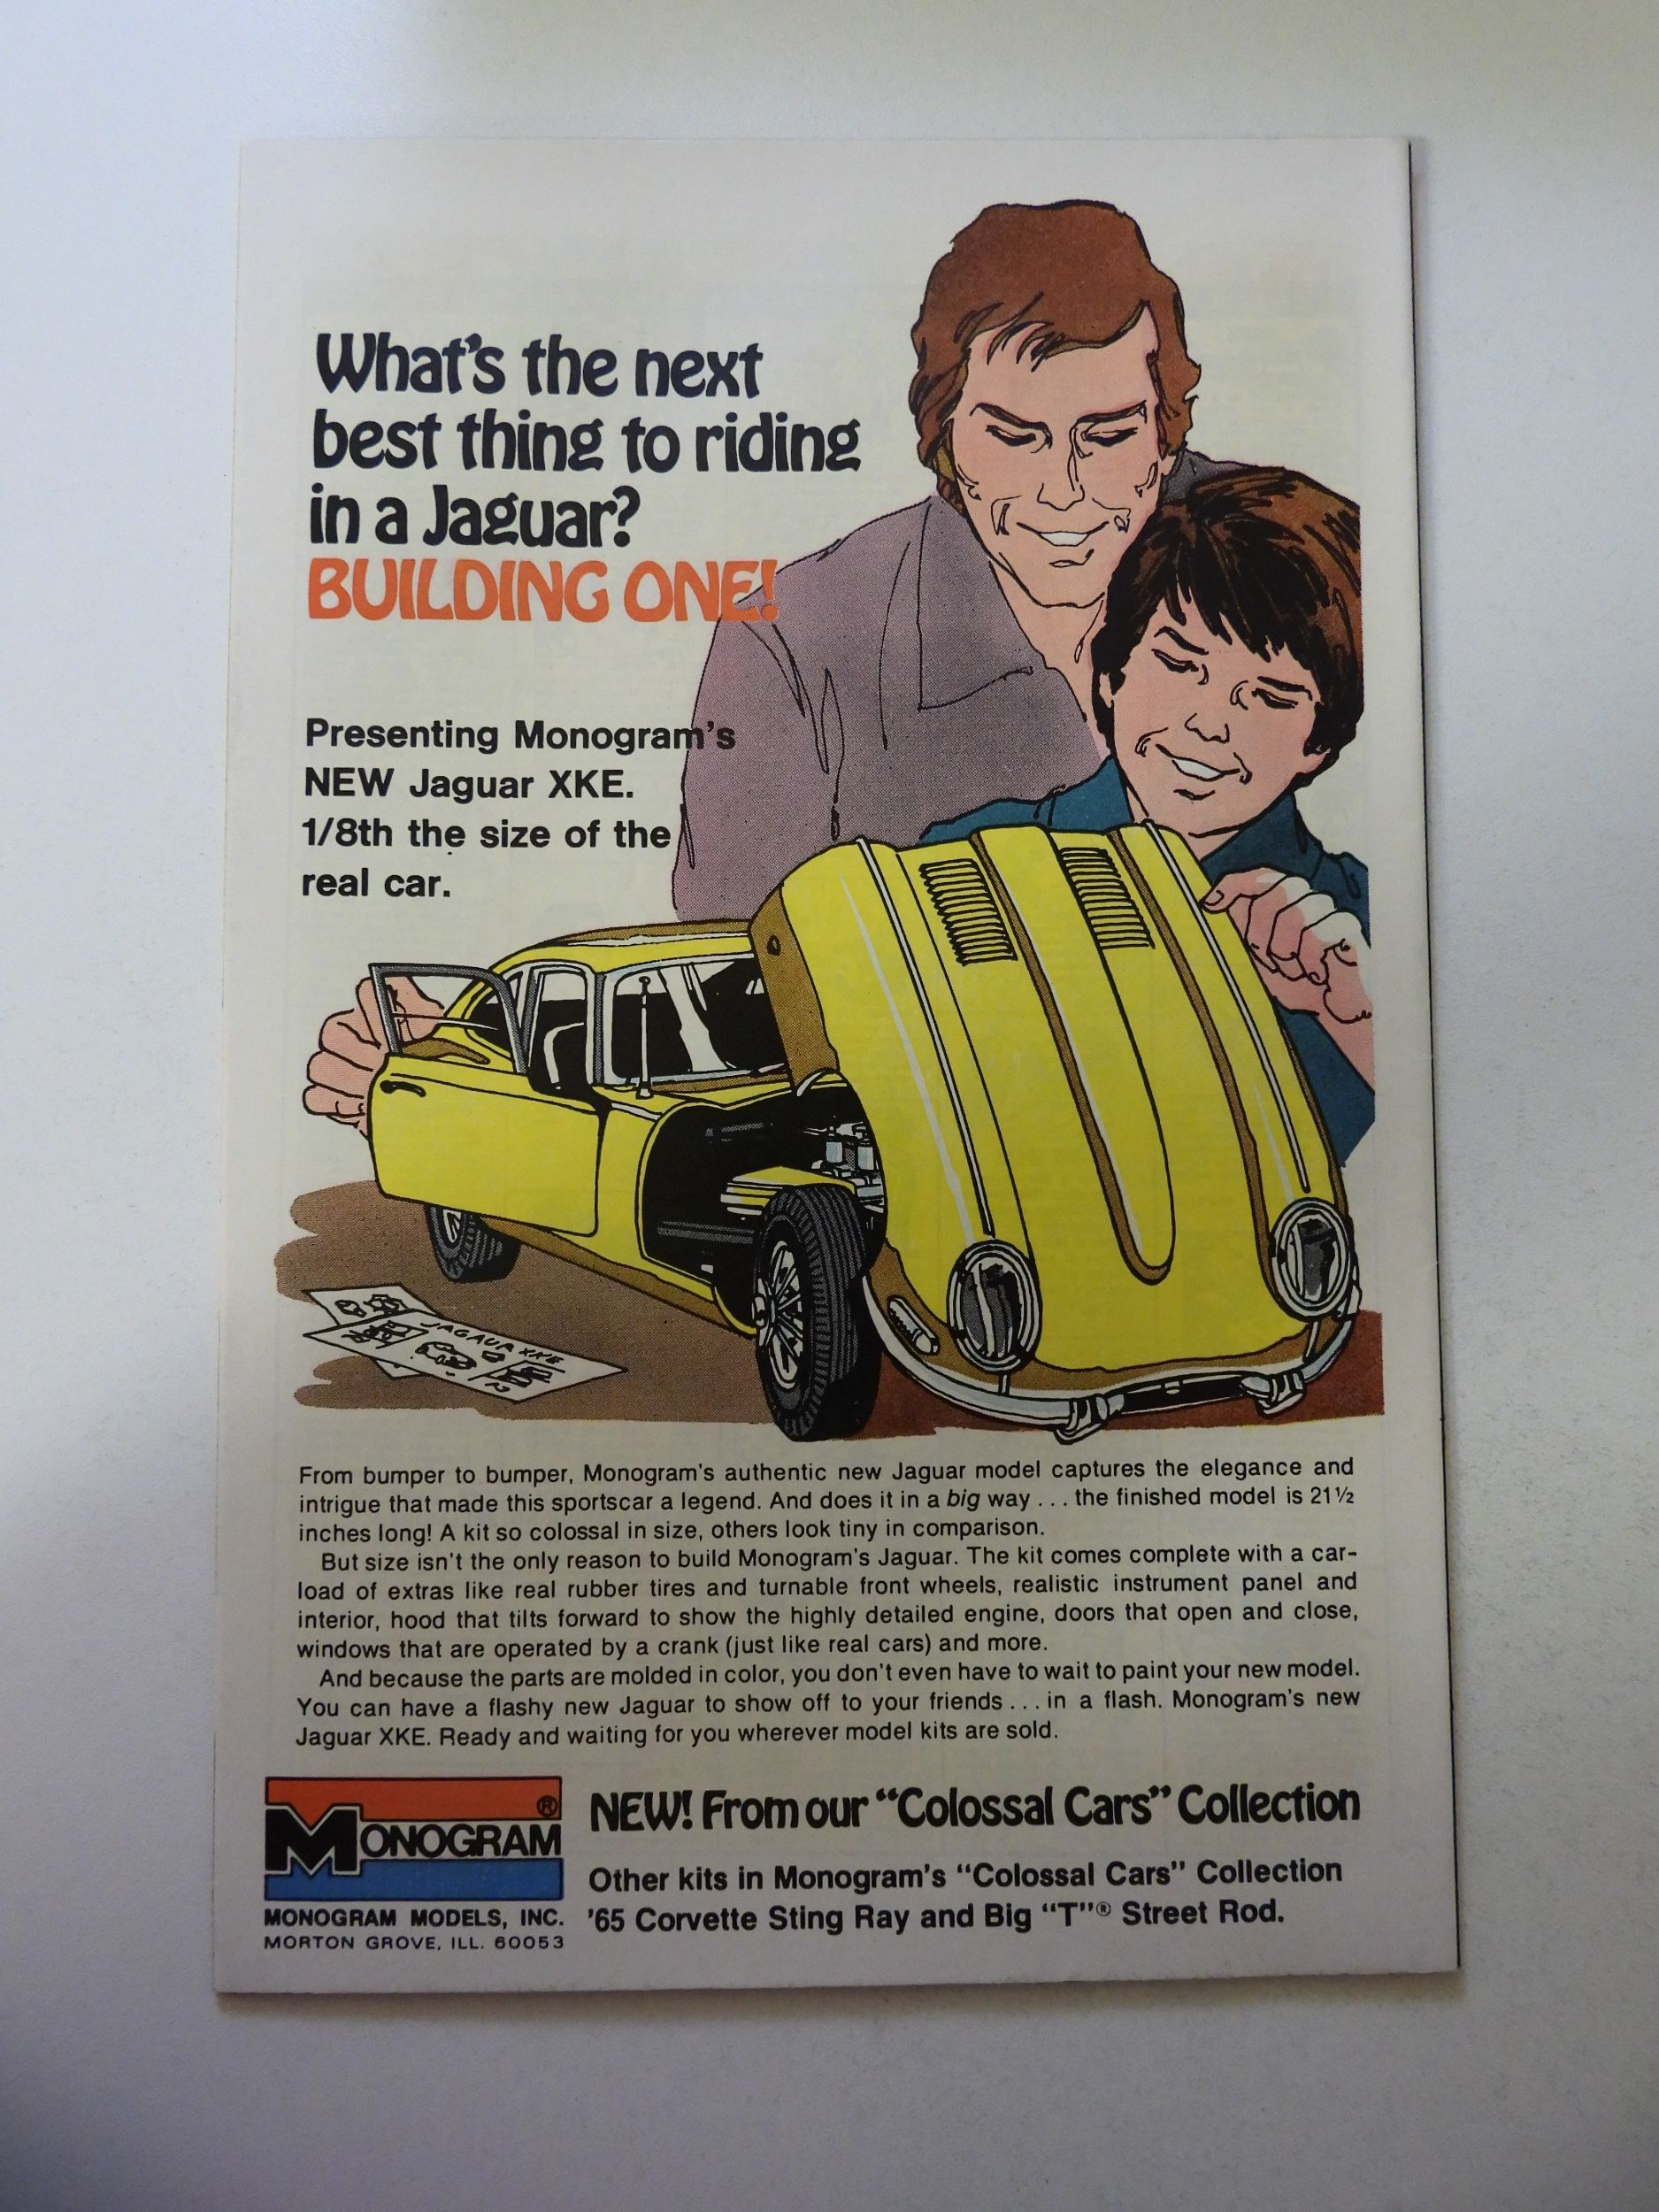 What's the next
best thing to riding
in a Jaguar?
BUILDING ONE!
Presenting Monogram's
NEW Jaguar XKE.
1/8th the size of the
real car.
JAGAUR XKE
From bumper to bumper, Monogram's authentic new Jaguar model captures the elegance and
intrigue that made this sportscar a legend. And does it in a big way . . . the finished model is 21½
inches long! A kit so colossal in size, others look tiny in comparison.
But size isn't the only reason to build Monogram's Jaguar. The kit comes complete with a car-
load of extras like real rubber tires and turnable front wheels, realistic instrument panel and
interior, hood that tilts forward to show the highly detailed engine, doors that open and close,
windows that are operated by a crank (just like real cars) and more.
And because the parts are molded in color, you don't even have to wait to paint your new model.
You can have a flashy new Jaguar to show off to your friends . . . in a flash. Monogram's new
Jaguar XKE. Ready and waiting for you wherever model kits are sold.
MONOGRAM ®
MONOGRAM MODELS, INC.
MORTON GROVE, ILL. 60053
NEW! From our “Colossal Cars” Collection
Other kits in Monogram's “Colossal Cars” Collection
'65 Corvette Sting Ray and Big “T”® Street Rod.